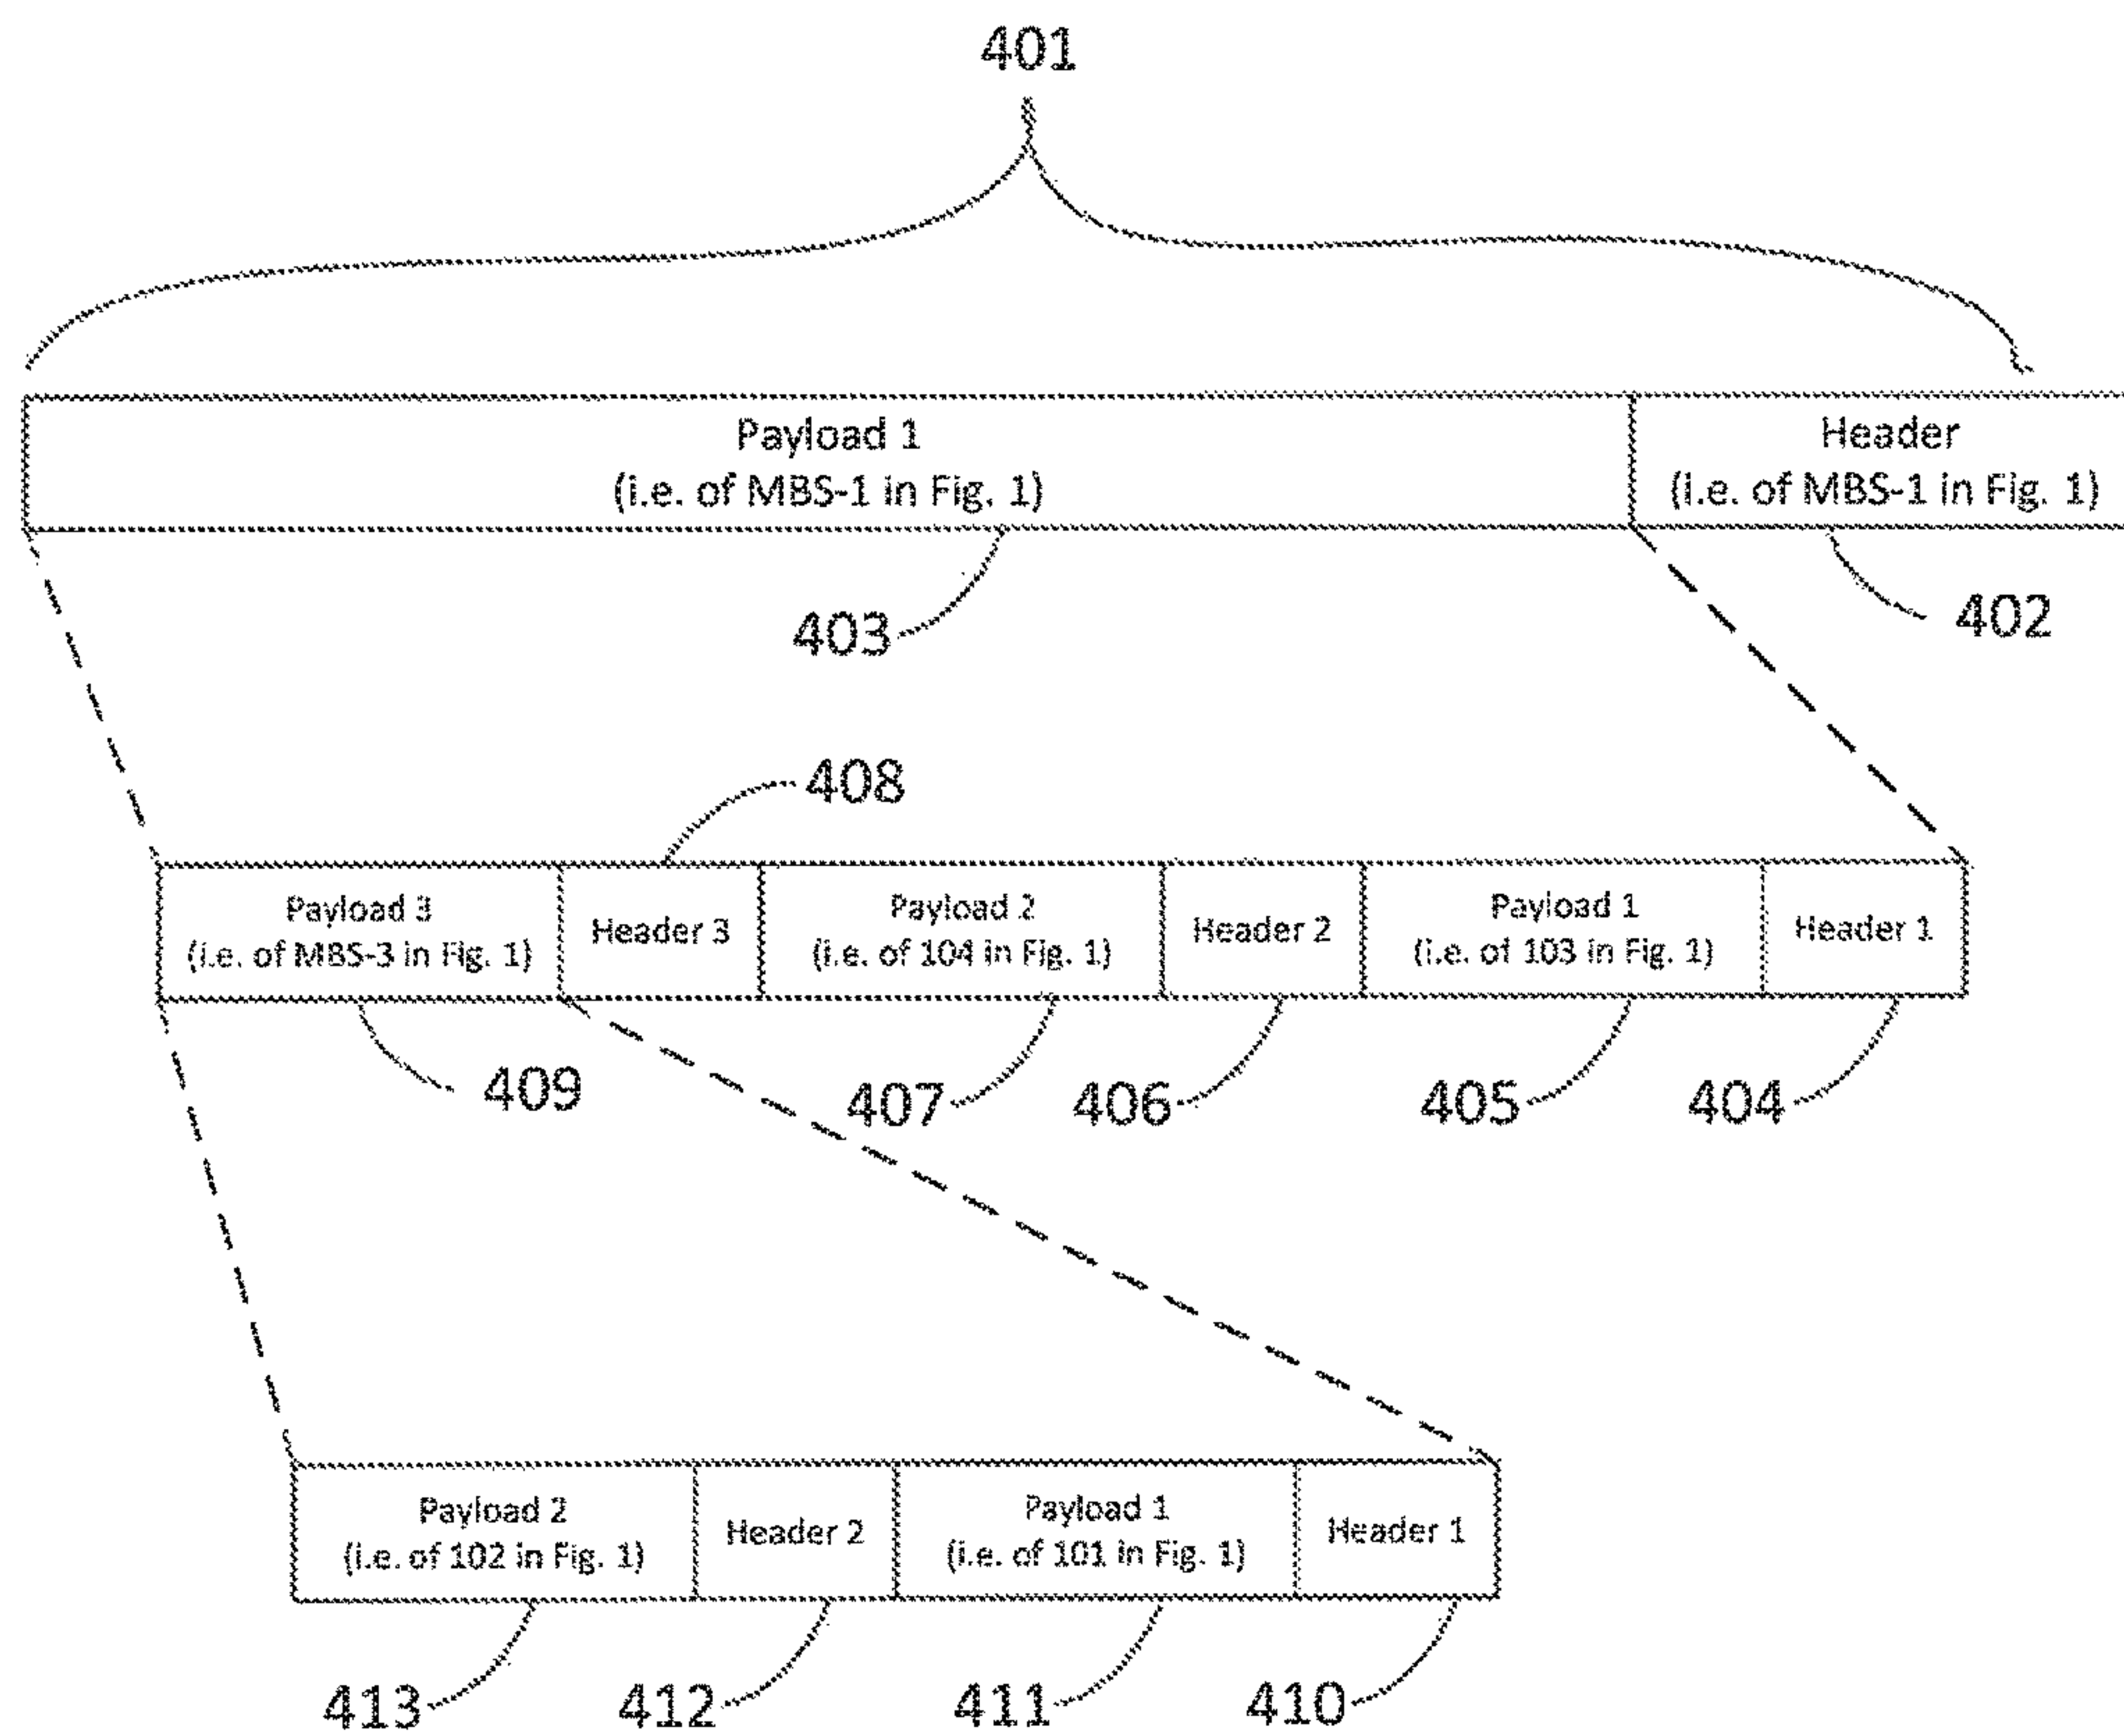 401
Payload 1
(i.e. of MBS-1 in Fig. 1)
Header
(i.e. of MBS-1 in Fig. 1)
403
402
408
Payload 3
(i.e. of MBS-3 in Fig. 1)
Header 3
Payload 2
(i.e. of 104 in Fig. 1)
Header 2
Payload 1
(i.e. of 103 in Fig. 1)
Header 1
409
407
406
405
404
Payload 2
(i.e. of 102 in Fig. 1)
Header 2
Payload 1
(i.e. of 101 in Fig. 1)
Header 1
413
412
411
410